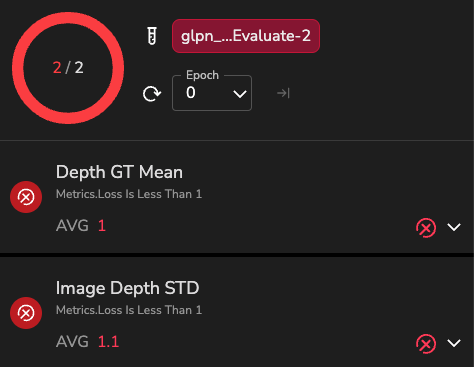 2 / 2
glpn_...Evaluate-2
Epoch
0
Depth GT Mean
Metrics.Loss Is Less Than 1
AVG 1
Image Depth STD
Metrics.Loss Is Less Than 1
AVG 1.1